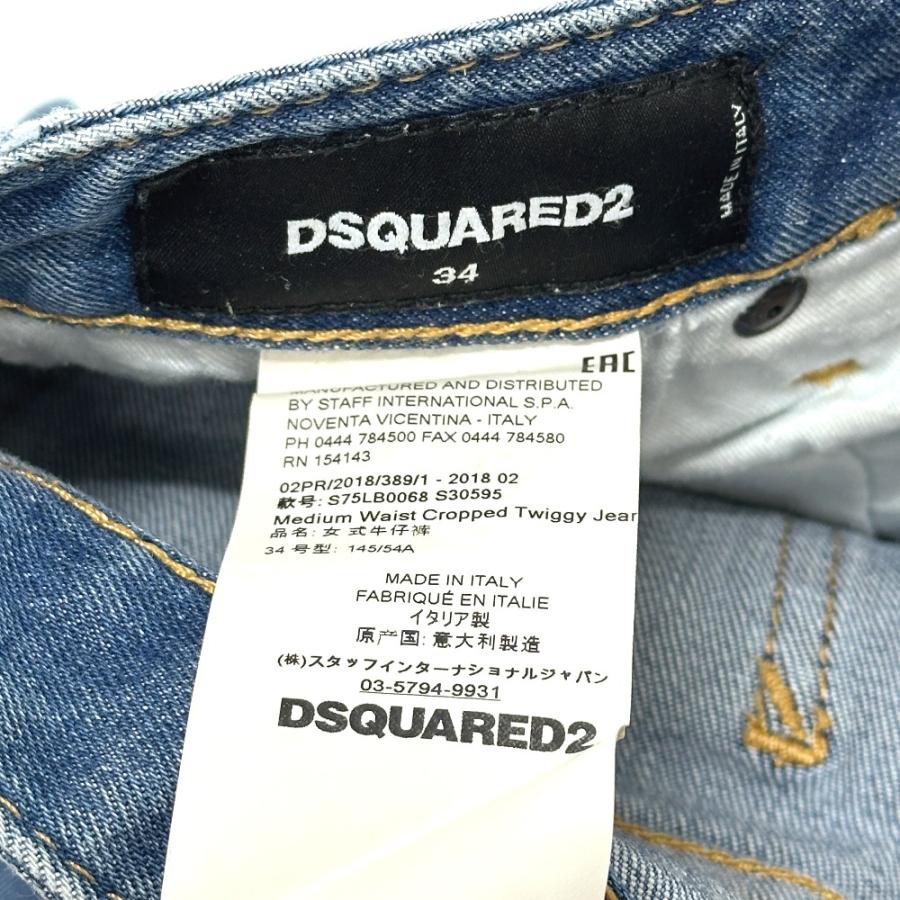 DSQUARED2
34
MADE IN ITALY
EAC
MANUFACTURED AND DISTRIBUTED
BY STAFF INTERNATIONAL S.P.A.
NOVENTA VICENTINA - ITALY
PH 0444 784500 FAX 0444 784580
RN 154143
02PR/2018/389/1 - 2018 02
款号: S75LB0068 S30595
Medium Waist Cropped Twiggy Jean
品名: 女 式牛仔裤
34 号型: 145/54A
MADE IN ITALY
FABRIQUÉ EN ITALIE
イタリア製
原产国: 意大利製造
(株)スタッフインターナショナルジャパン
03-5794-9931
DSQUARED2